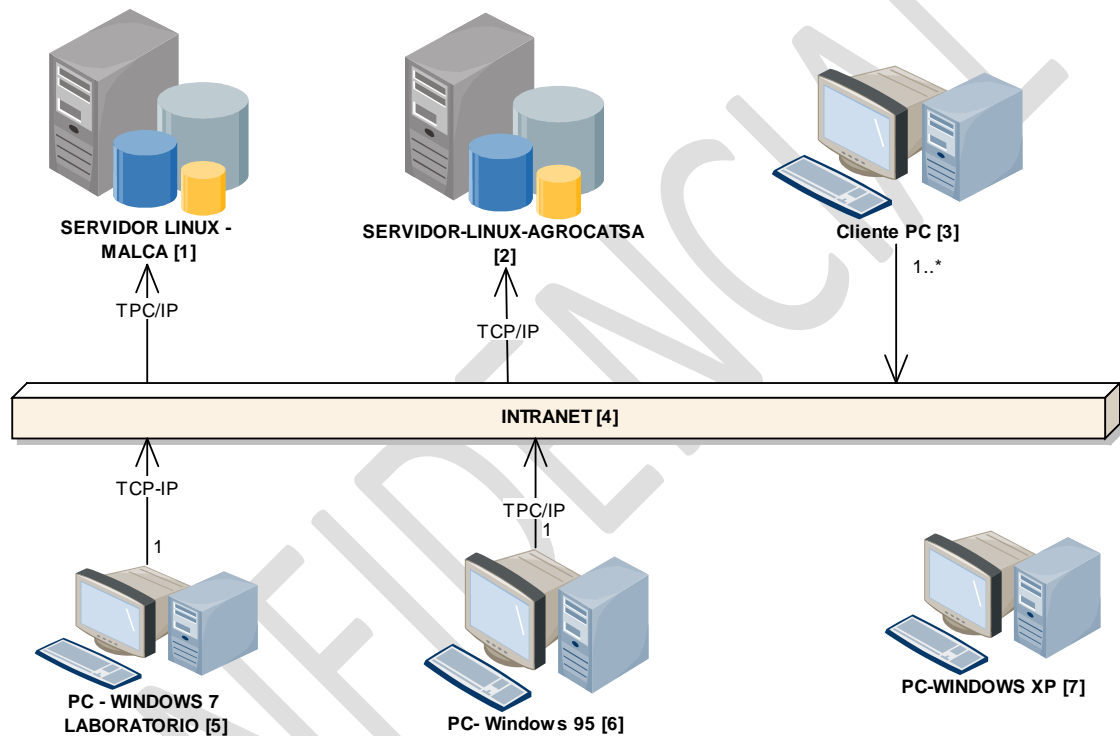 SERVIDOR LINUX -
MALCA [1]
SERVIDOR-LINUX-AGROCATSA
[2]
Cliente PC [3]
1..*
TPC/IP
TCP/IP
INTRANET [4]
TCP-IP
1
TPC/IP
1
PC - WINDOWS 7
LABORATORIO [5]
PC- Windows 95 [6]
PC-WINDOWS XP [7]
NFIDENCIAL